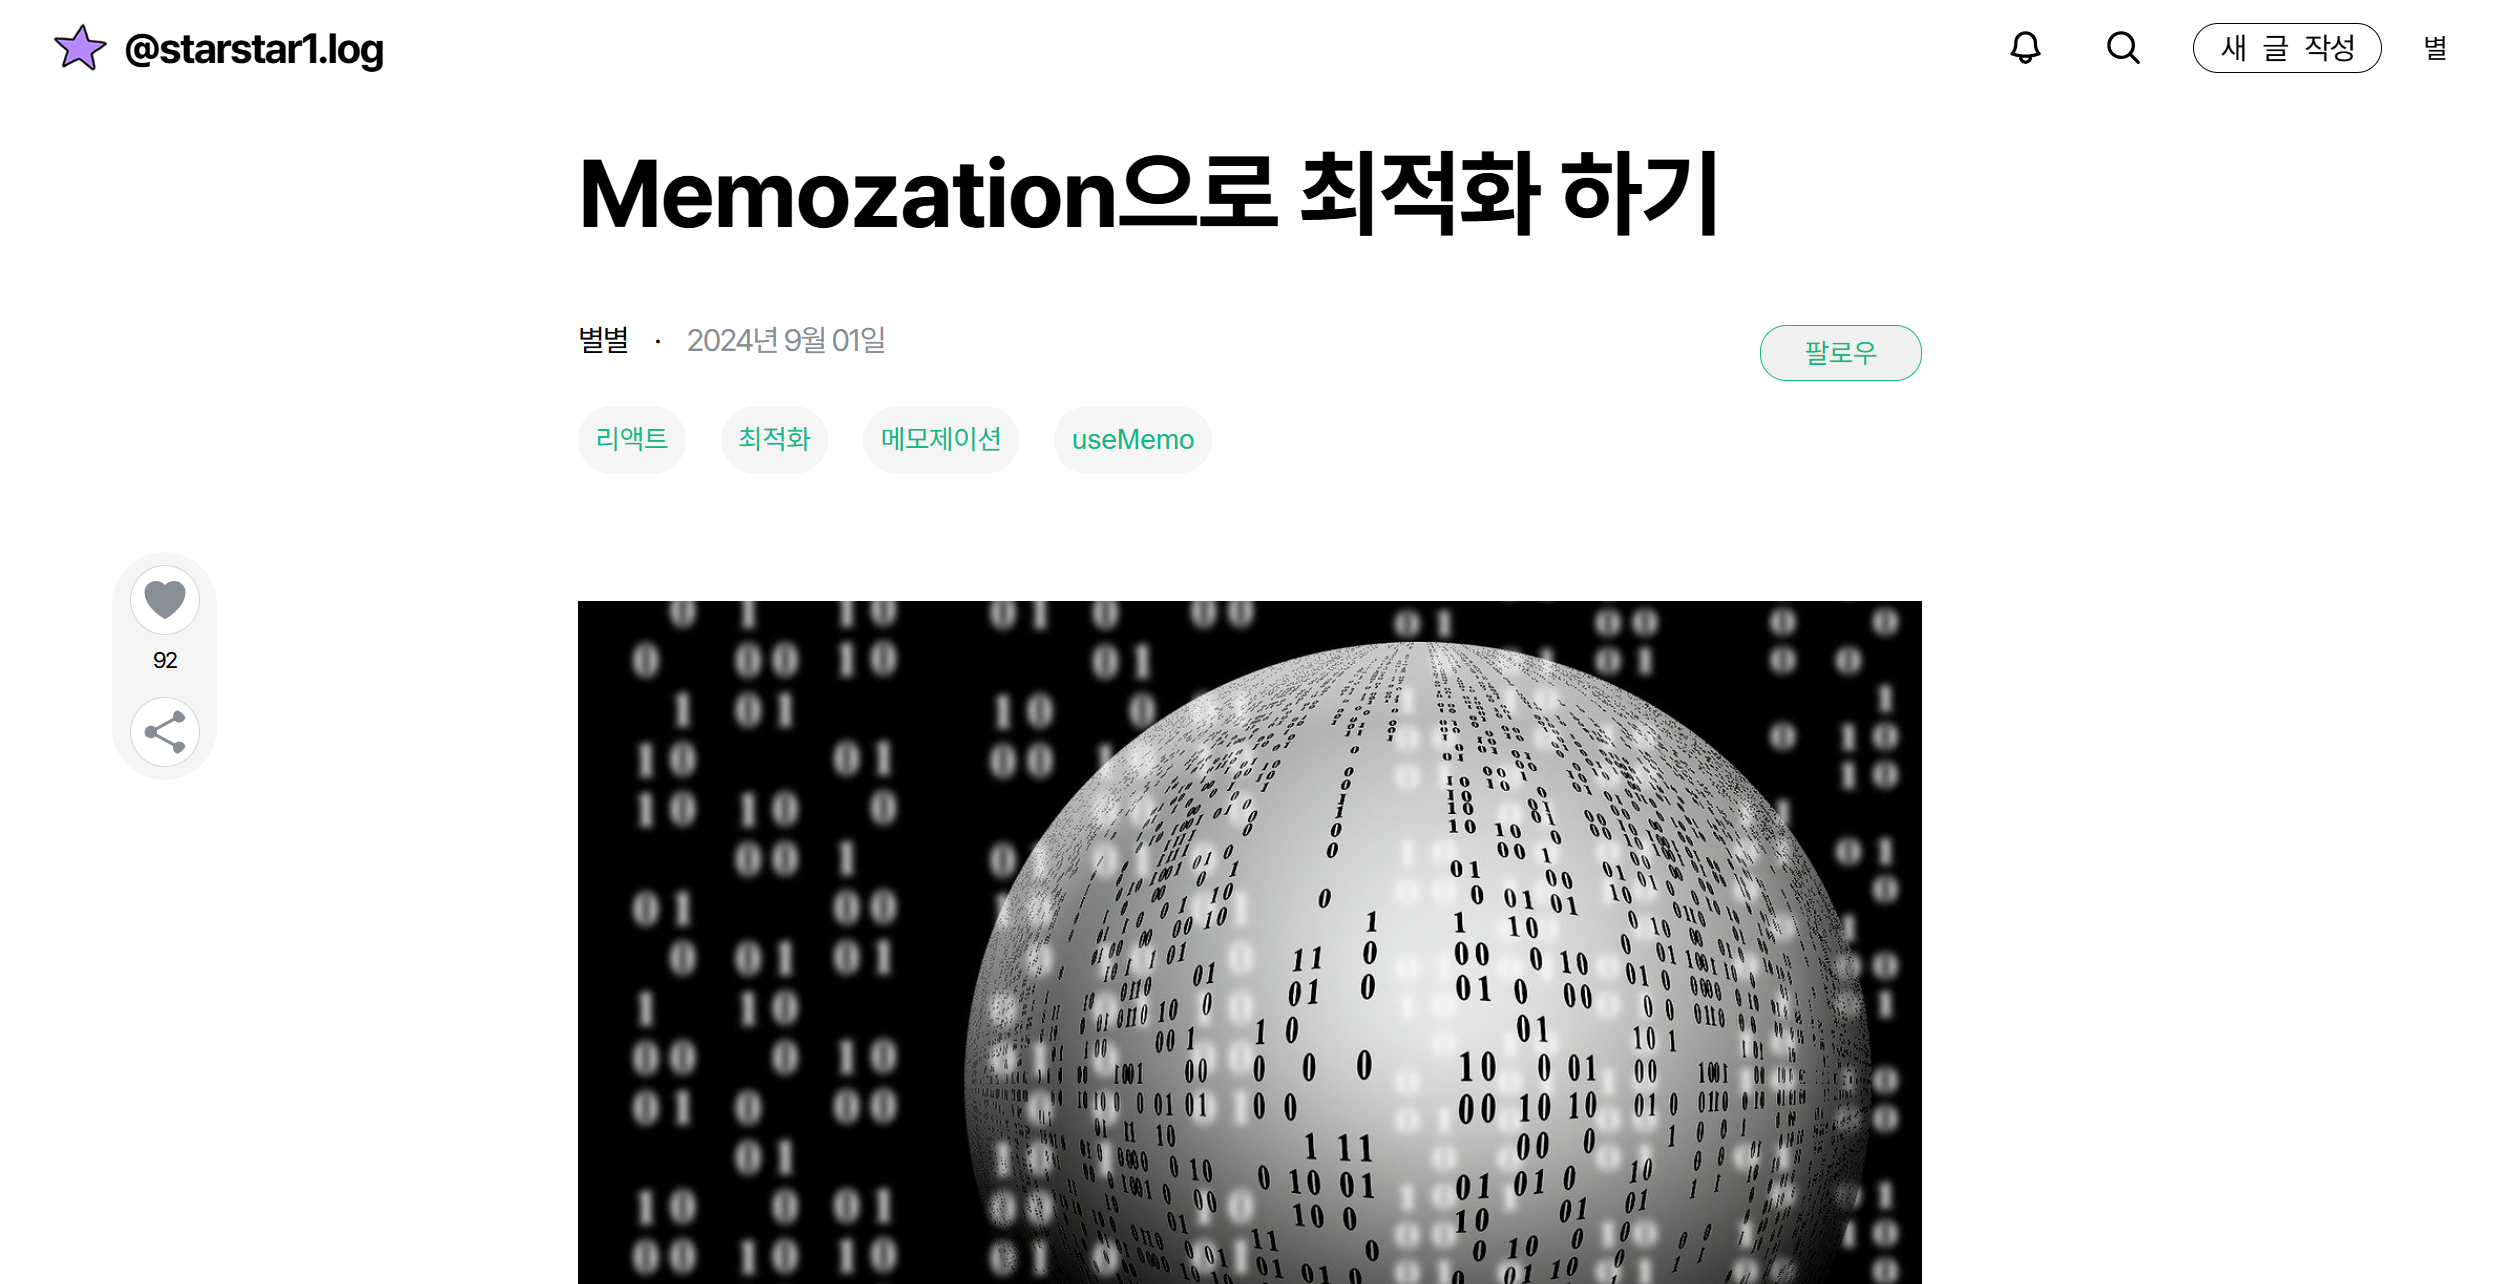 @starstar1.log
새 글 작성
별
Memozation으로 최적화 하기
별별 · 2024년 9월 01일
팔로우
리액트 최적화 메모제이션 useMemo
92